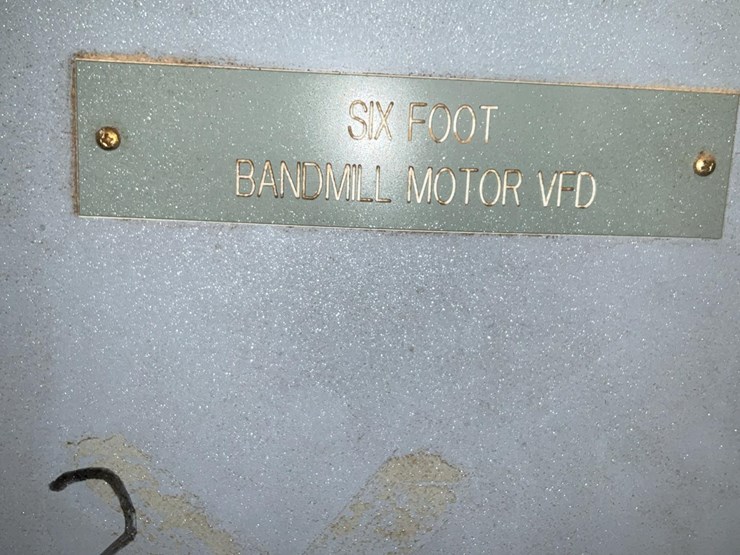 SIX FOOT
BANDMILL MOTOR VFD